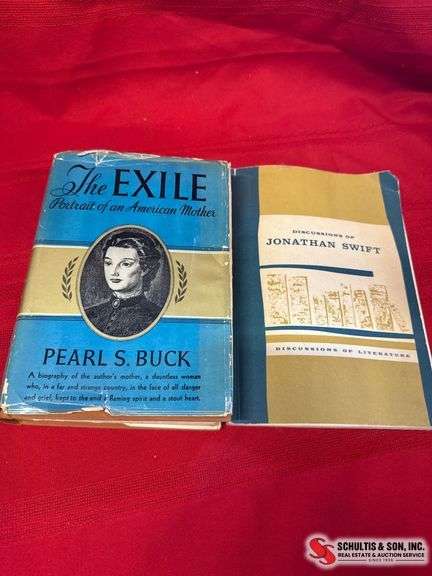 The EXILE
Portrait of an American Mother
PEARL S. BUCK
A biography of the author's mother, a dauntless woman
who, in a far and strange country, in the face of all danger
and grief, kept to the end a flaming spirit and a stout heart.
DISCUSSIONS OF
JONATHAN SWIFT
DISCUSSIONS OF LITERATURE
S SCHULTIS & SON, INC.
REAL ESTATE & AUCTION SERVICE